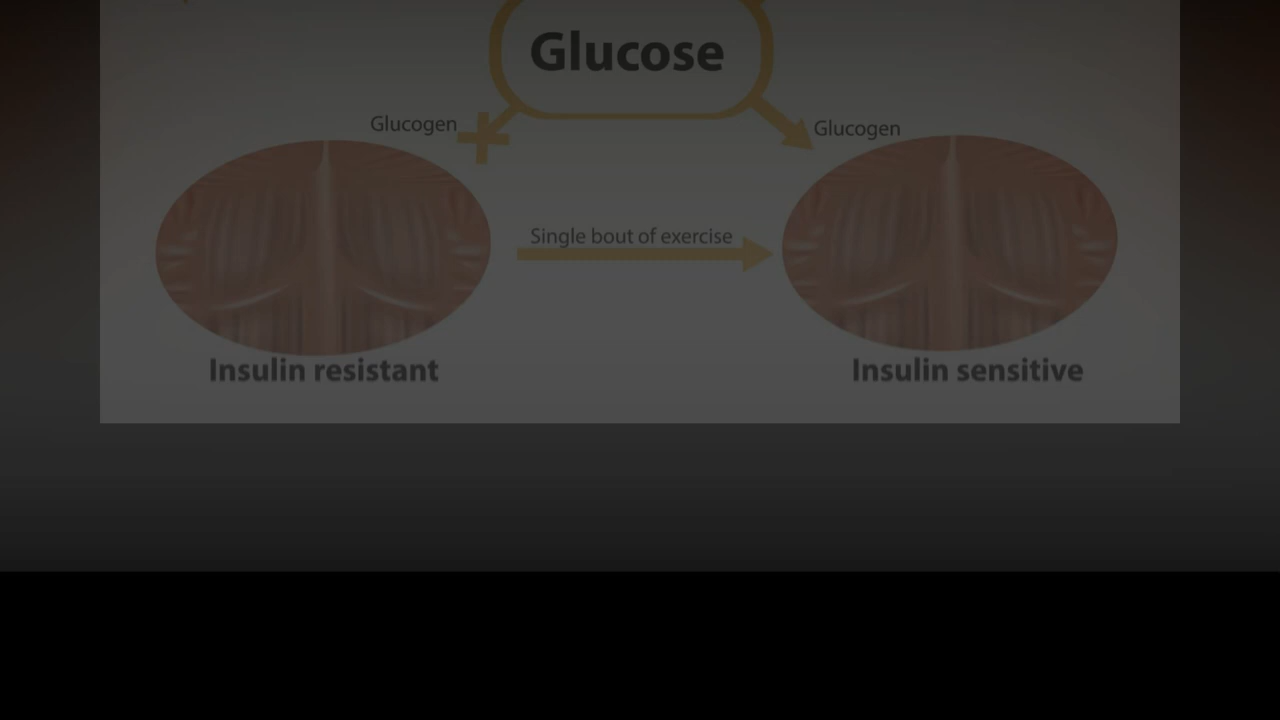 Glucose
Glucogen
Glucogen
Single bout of exercise
Insulin resistant
Insulin sensitive